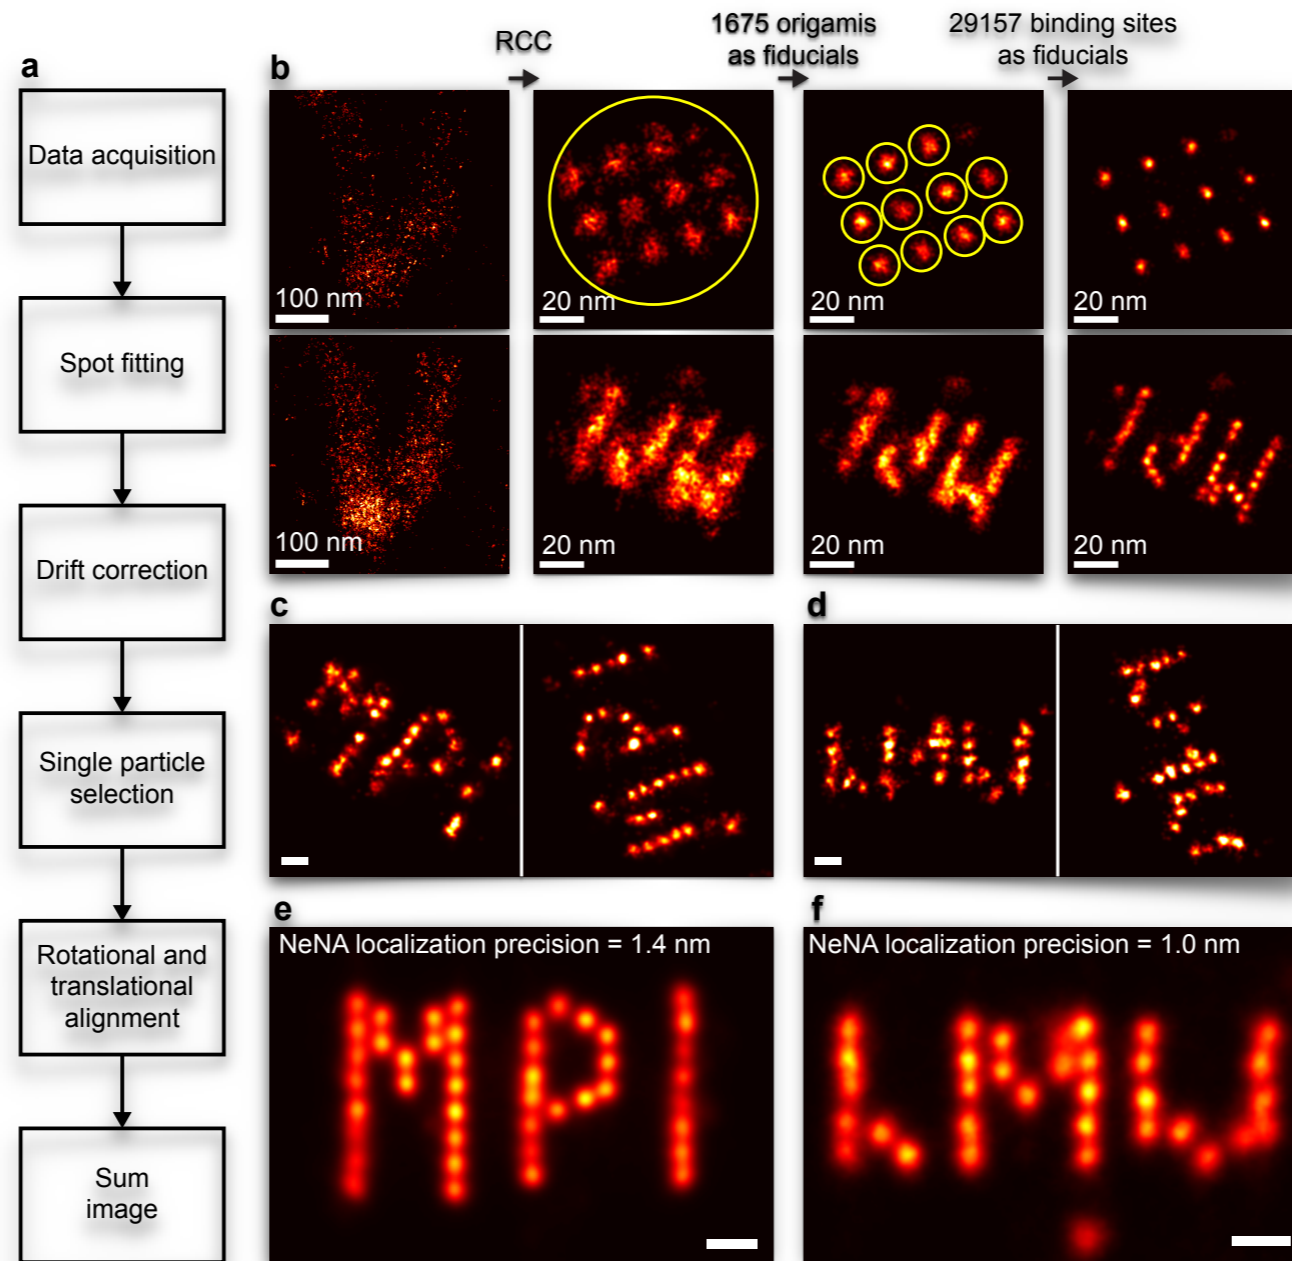 a
Data acquisition
Spot fitting
Drift correction
Single particle
selection
Rotational and
translational
alignment
Sum
image
b
RCC
1675 origamis
as fiducials
29157 binding sites
as fiducials
100 nm
20 nm
20 nm
20 nm
100 nm
20 nm
20 nm
20 nm
c
d
e
NeNA localization precision = 1.4 nm
MPI
f
NeNA localization precision = 1.0 nm
LMU